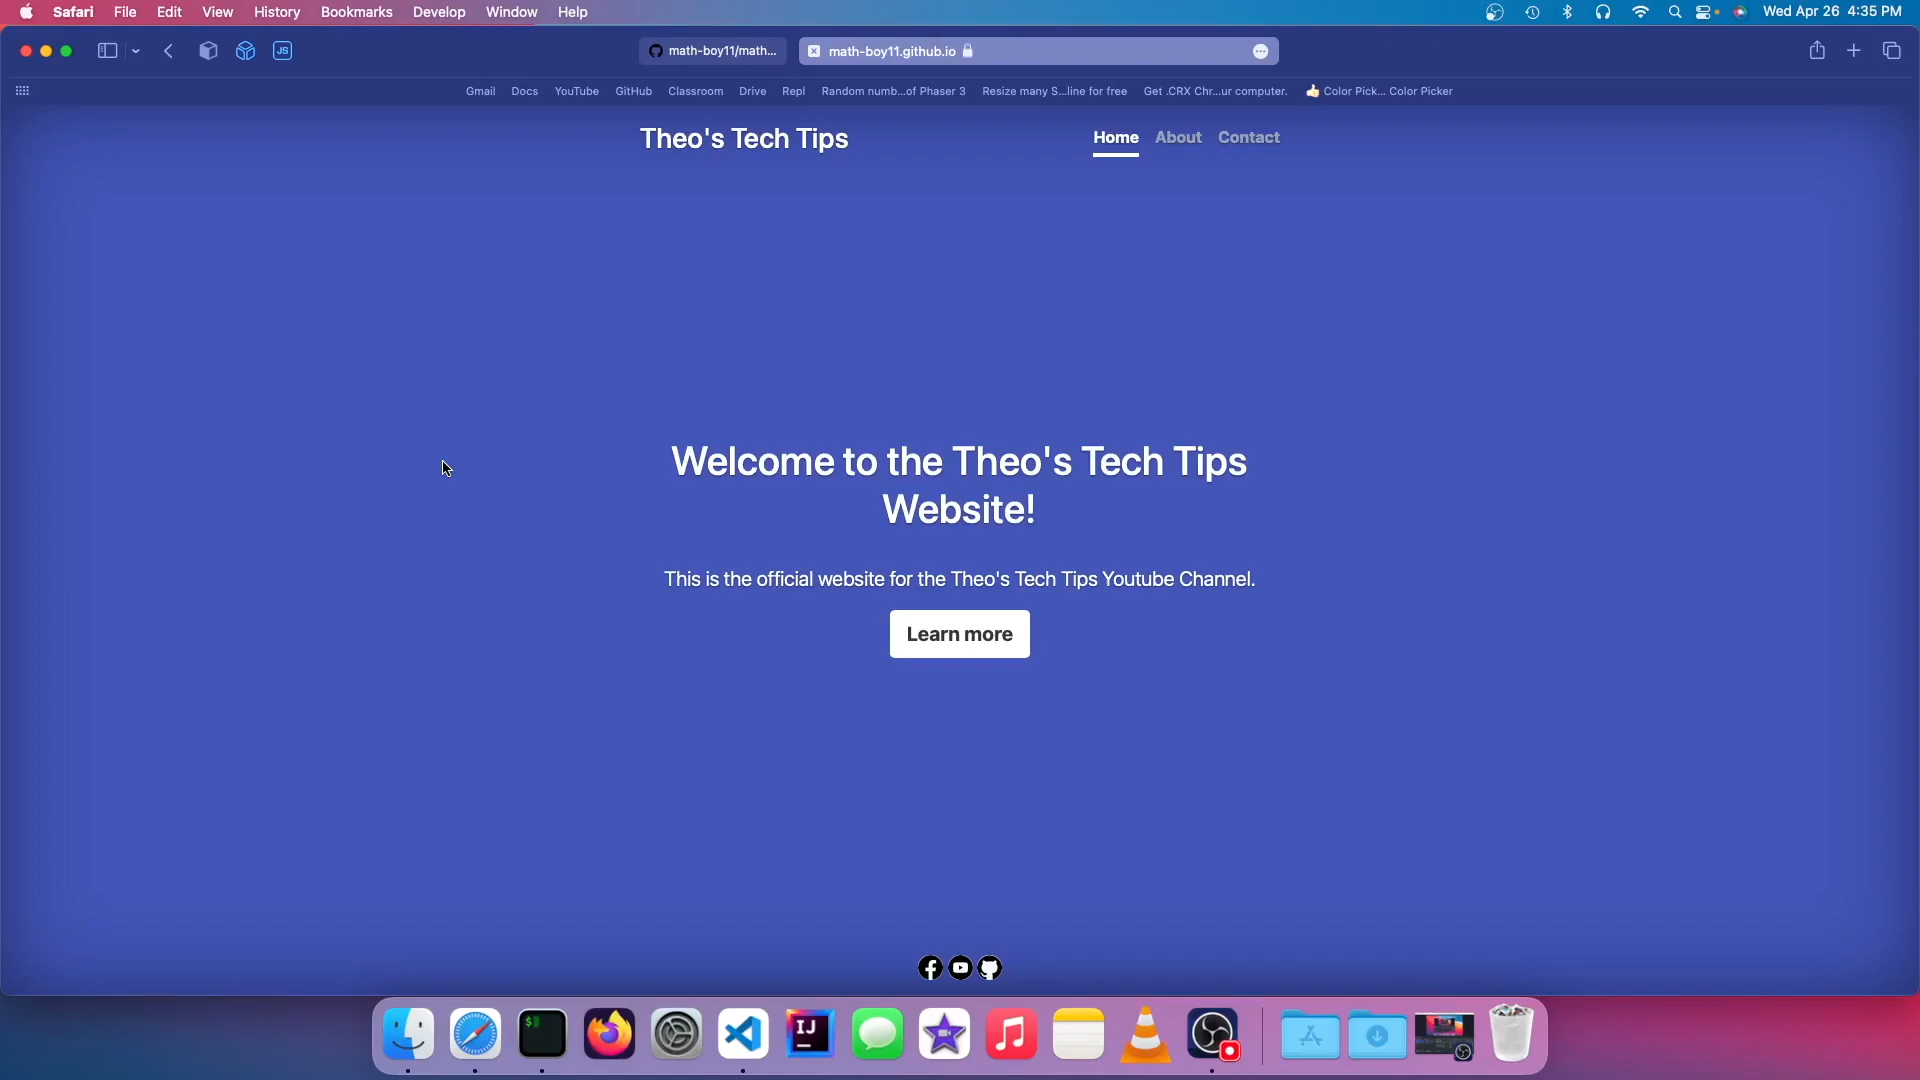 Safari File Edit View History Bookmarks Develop Window Help Wed Apr 26 4:35 PM
JS math-boy11/math... math-boy11.github.io
Gmail Docs YouTube GitHub Classroom Drive Repl Random numb...of Phaser 3 Resize many S...line for free Get .CRX Chr...ur computer. Color Pick... Color Picker
Theo's Tech Tips Home About Contact
Welcome to the Theo's Tech Tips
Website!
This is the official website for the Theo's Tech Tips Youtube Channel.
Learn more
$ IJ